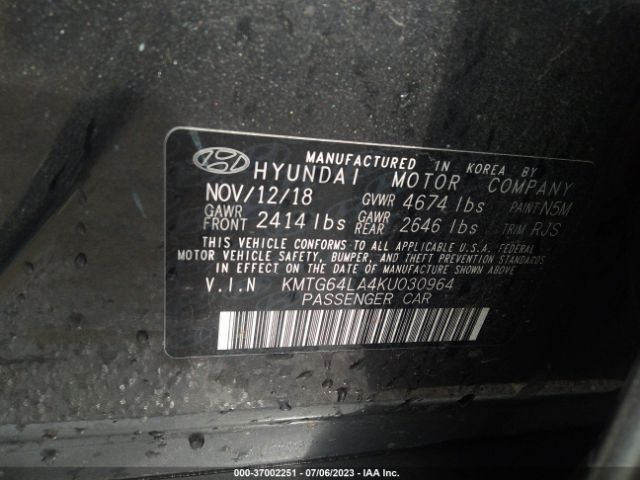 MANUFACTURED IN KOREA BY
HYUNDAI MOTOR COMPANY
NOV/12/18 GVWR 4674 lbs PAINT N5M
GAWR FRONT 2414 lbs GAWR REAR 2646 lbs TRIM RJS
THIS VEHICLE CONFORMS TO ALL APPLICABLE U.S.A. FEDERAL
MOTOR VEHICLE SAFETY, BUMPER, AND THEFT PREVENTION STANDARDS
IN EFFECT ON THE DATE OF MANUFACTURE SHOWN ABOVE.
V.I.N KMTG64LA4KU030964
PASSENGER CAR
000-37002251 - 07/06/2023 - IAA Inc.